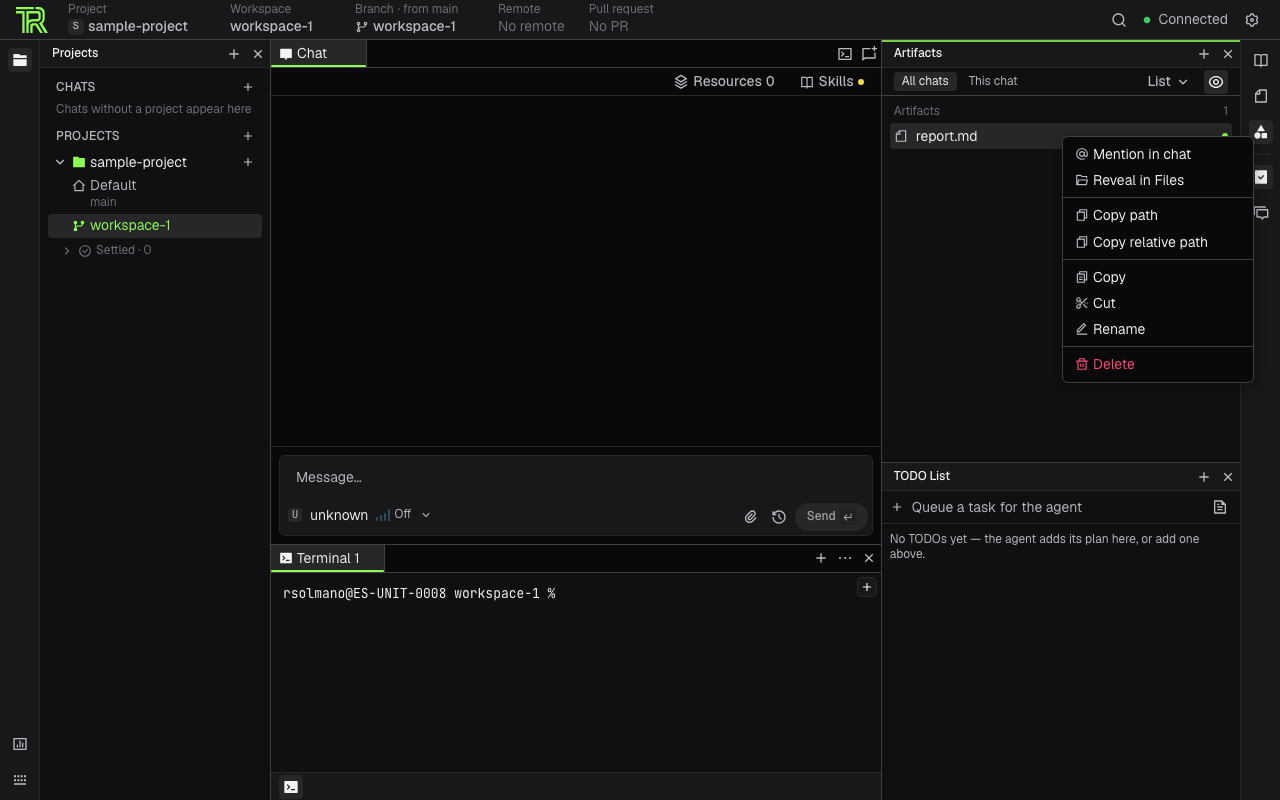 Project
S sample-project
Workspace
workspace-1
Branch · from main
workspace-1
Remote
No remote
Pull request
No PR
Connected
Projects
CHATS
Chats without a project appear here
PROJECTS
sample-project
Default
main
workspace-1
Settled · 0
Chat
Resources 0
Skills
Message…
U unknown
Off
Send
Terminal 1
rsolmano@ES-UNIT-0008 workspace-1 %
Artifacts
All chats
This chat
List
Artifacts
1
report.md
Mention in chat
Reveal in Files
Copy path
Copy relative path
Copy
Cut
Rename
Delete
TODO List
Queue a task for the agent
No TODOs yet — the agent adds its plan here, or add one
above.